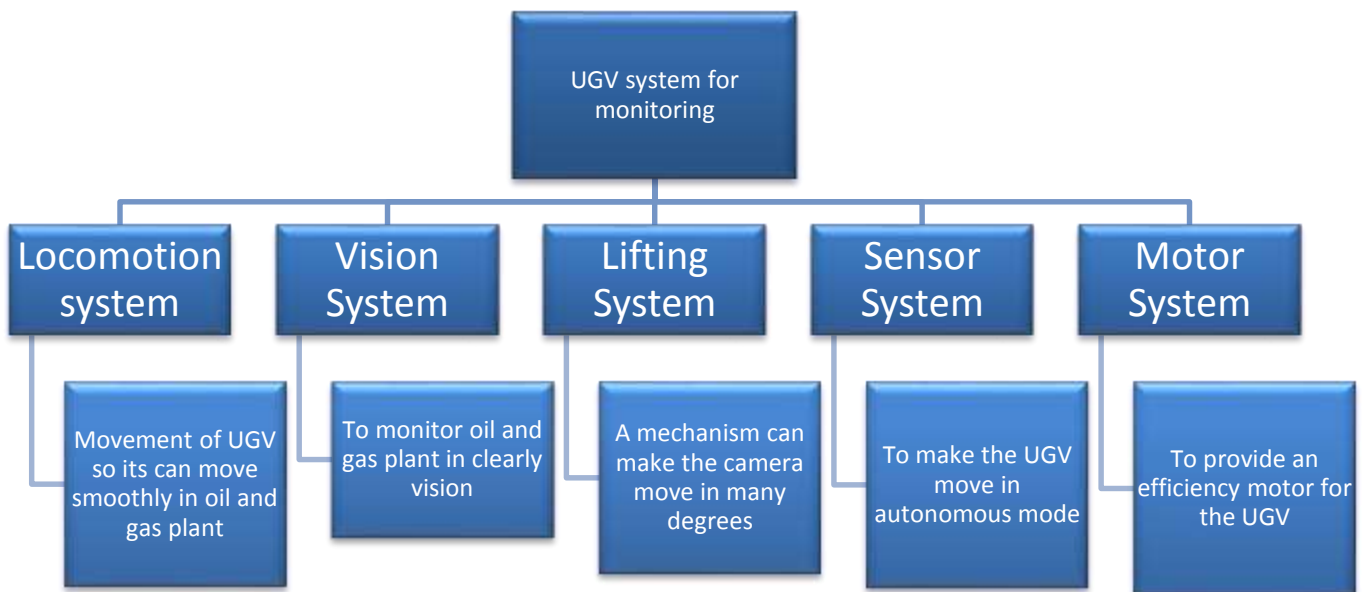 UGV system for
monitoring
Locomotion
system
Vision
System
Lifting
System
Sensor
System
Motor
System
Movement of UGV
so its can move
smoothly in oil and
gas plant
To monitor oil and
gas plant in clearly
vision
A mechanism can
make the camera
move in many
degrees
To make the UGV
move in
autonomous mode
To provide an
efficiency motor for
the UGV